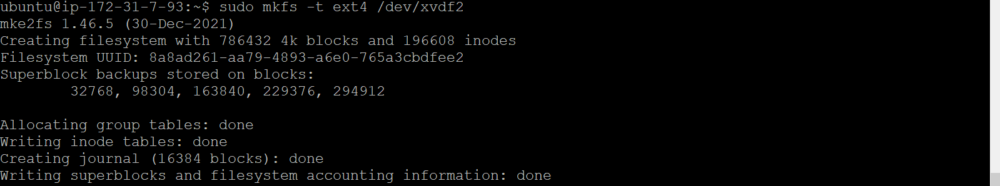 ubuntu@ip-172-31-7-93:~$ sudo mkfs -t ext4 /dev/xvdf2
mke2fs 1.46.5 (30-Dec-2021)
Creating filesystem with 786432 4k blocks and 196608 inodes
Filesystem UUID: 8a8ad261-aa79-4893-a6e0-765a3cbdfee2
Superblock backups stored on blocks:
        32768, 98304, 163840, 229376, 294912

Allocating group tables: done
Writing inode tables: done
Creating journal (16384 blocks): done
Writing superblocks and filesystem accounting information: done